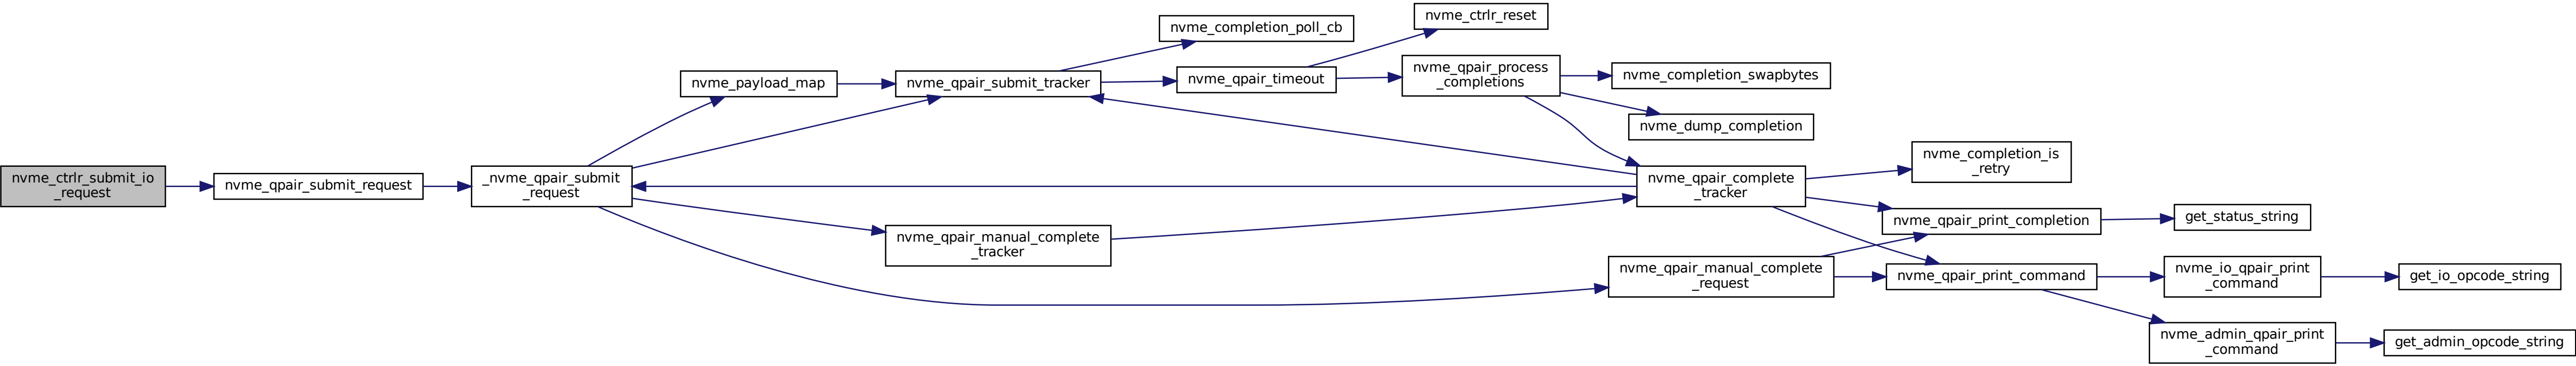 nvme_ctrlr_submit_io
_request
nvme_qpair_submit_request
_nvme_qpair_submit
_request
nvme_payload_map
nvme_qpair_submit_tracker
nvme_completion_poll_cb
nvme_qpair_timeout
nvme_ctrlr_reset
nvme_qpair_process
_completions
nvme_completion_swapbytes
nvme_dump_completion
nvme_qpair_complete
_tracker
nvme_qpair_manual_complete
_tracker
nvme_qpair_manual_complete
_request
nvme_completion_is
_retry
nvme_qpair_print_completion
get_status_string
nvme_qpair_print_command
nvme_io_qpair_print
_command
get_io_opcode_string
nvme_admin_qpair_print
_command
get_admin_opcode_string